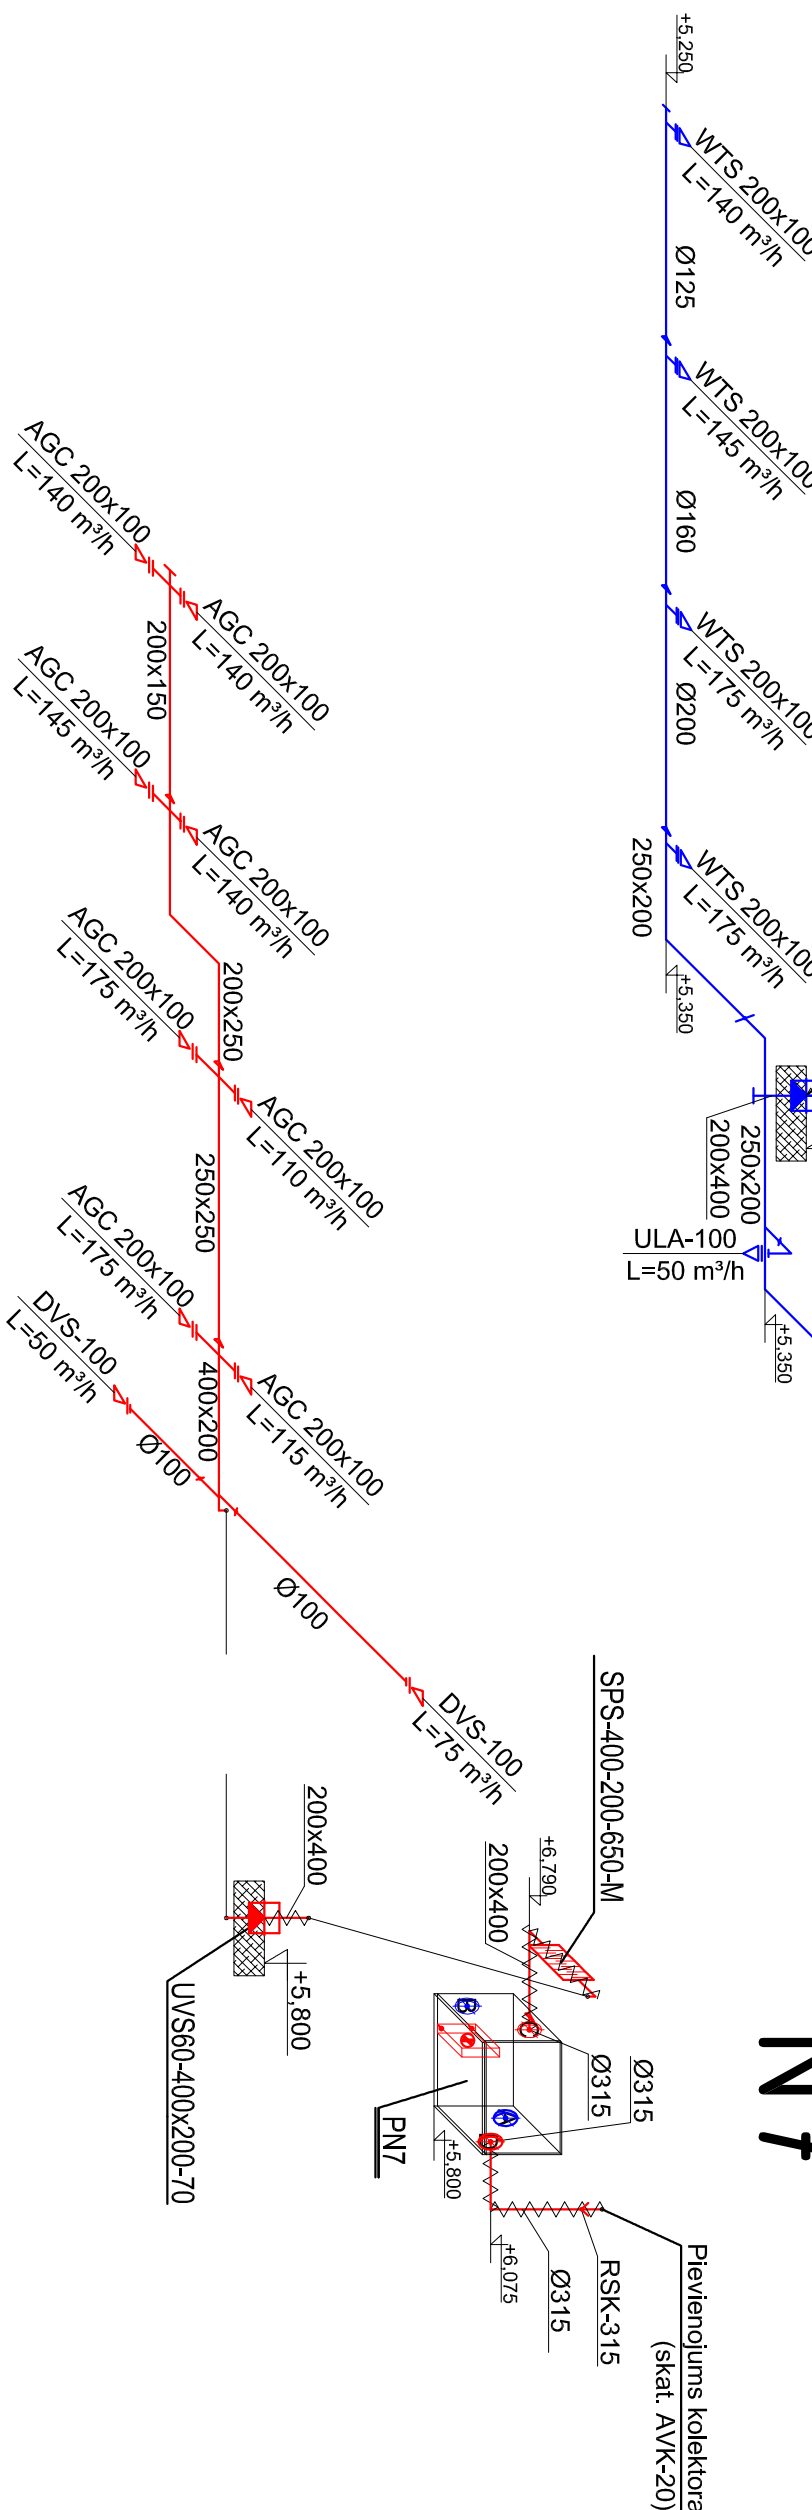 +5,250
WTS 200x100
L=140 m³/h
Ø125
WTS 200x100
L=145 m³/h
Ø160
WTS 200x100
L=175 m³/h
Ø200
WTS 200x100
L=175 m³/h
250x200
+5,350
200x400
250x200
ULA-100
L=50 m³/h
+5,350
AGC 200x100
L=140 m³/h
AGC 200x100
L=140 m³/h
200x150
AGC 200x100
L=145 m³/h
AGC 200x100
L=140 m³/h
200x250
AGC 200x100
L=175 m³/h
AGC 200x100
L=110 m³/h
250x250
AGC 200x100
L=175 m³/h
AGC 200x100
L=115 m³/h
400x200
DVS-100
L=50 m³/h
Ø100
Ø100
DVS-100
L=75 m³/h
SPS-400-200-650-M
+6,790
200x400
200x400
+5,800
UVS60-400x200-70
B
C
A
D
Ø315
Ø315
PN7
+5,800
+6,075
Ø315
RSK-315
Pievienojums kolektora
(skat. AVK-20)
N7